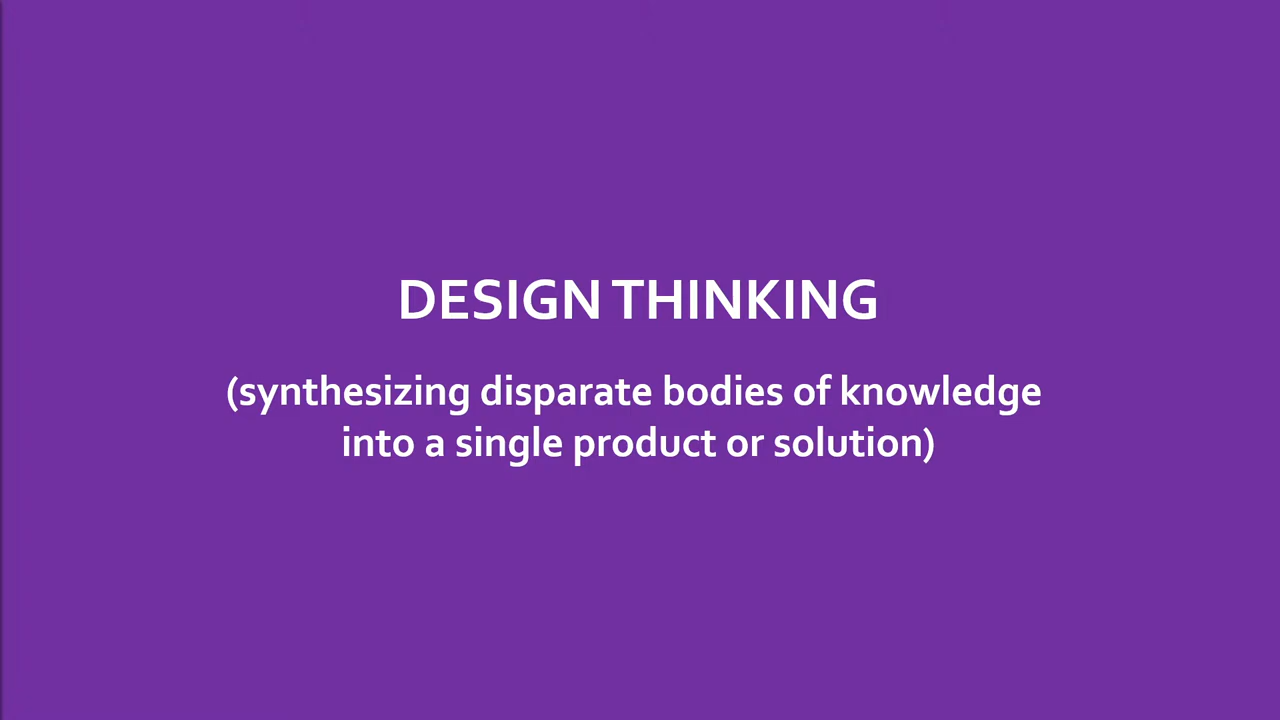 DESIGN THINKING
(synthesizing disparate bodies of knowledge
into a single product or solution)